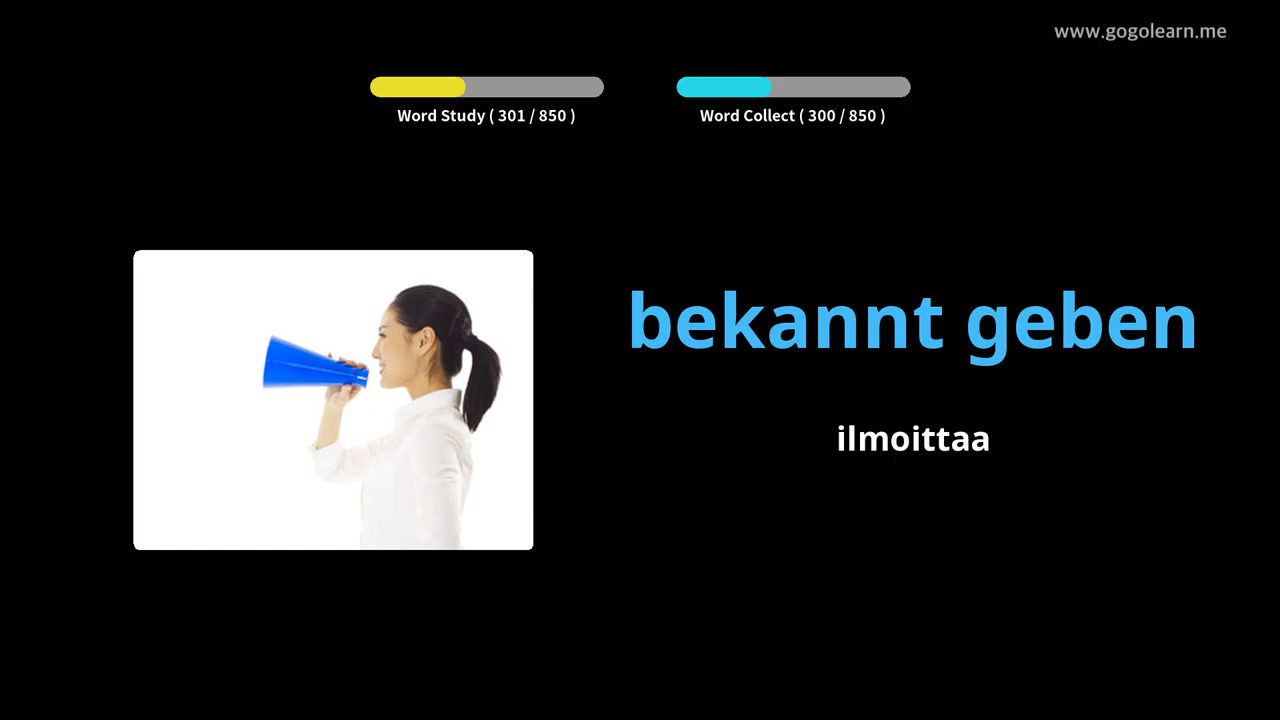 www.gogolearn.me
Word Study ( 301 / 850 )
Word Collect ( 300 / 850 )
bekannt geben
ilmoittaa